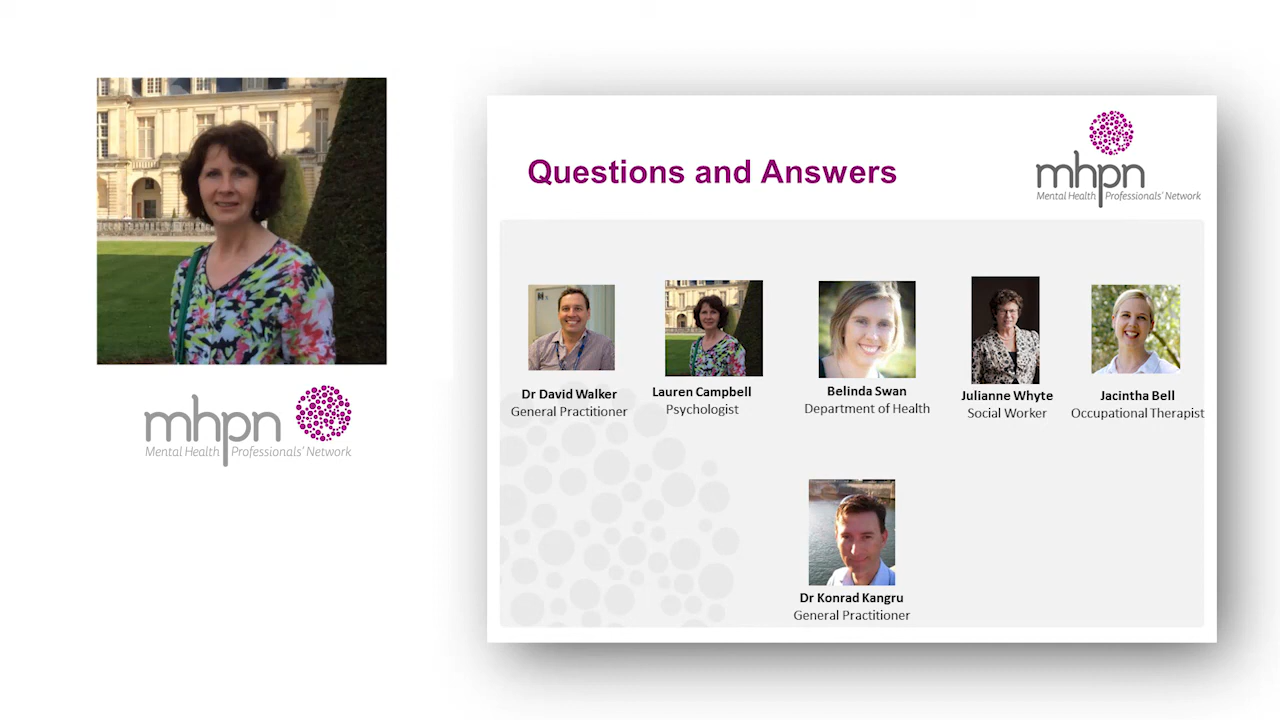 mhpn
Mental Health Professionals' Network
Questions and Answers
mhpn
Mental Health Professionals' Network
Dr David Walker
General Practitioner
Lauren Campbell
Psychologist
Belinda Swan
Department of Health
Julianne Whyte
Social Worker
Jacintha Bell
Occupational Therapist
Dr Konrad Kangru
General Practitioner